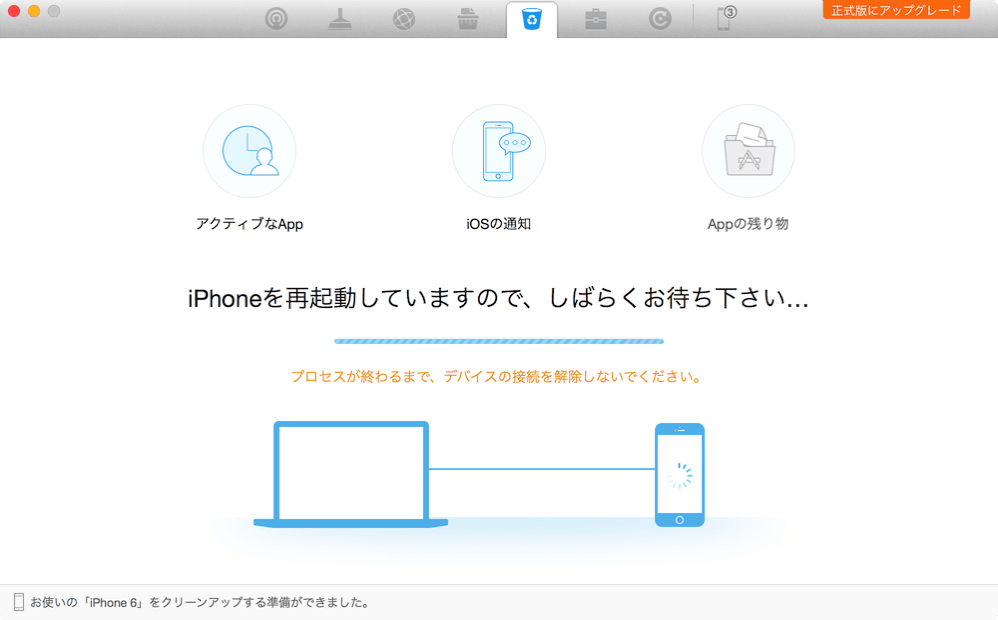 ③
正式版にアップグレード
アクティブなApp
iOSの通知
Appの残り物
iPhoneを再起動していますので、しばらくお待ち下さい...
プロセスが終わるまで、デバイスの接続を解除しないでください。
お使いの「iPhone 6」をクリーンアップする準備ができました。